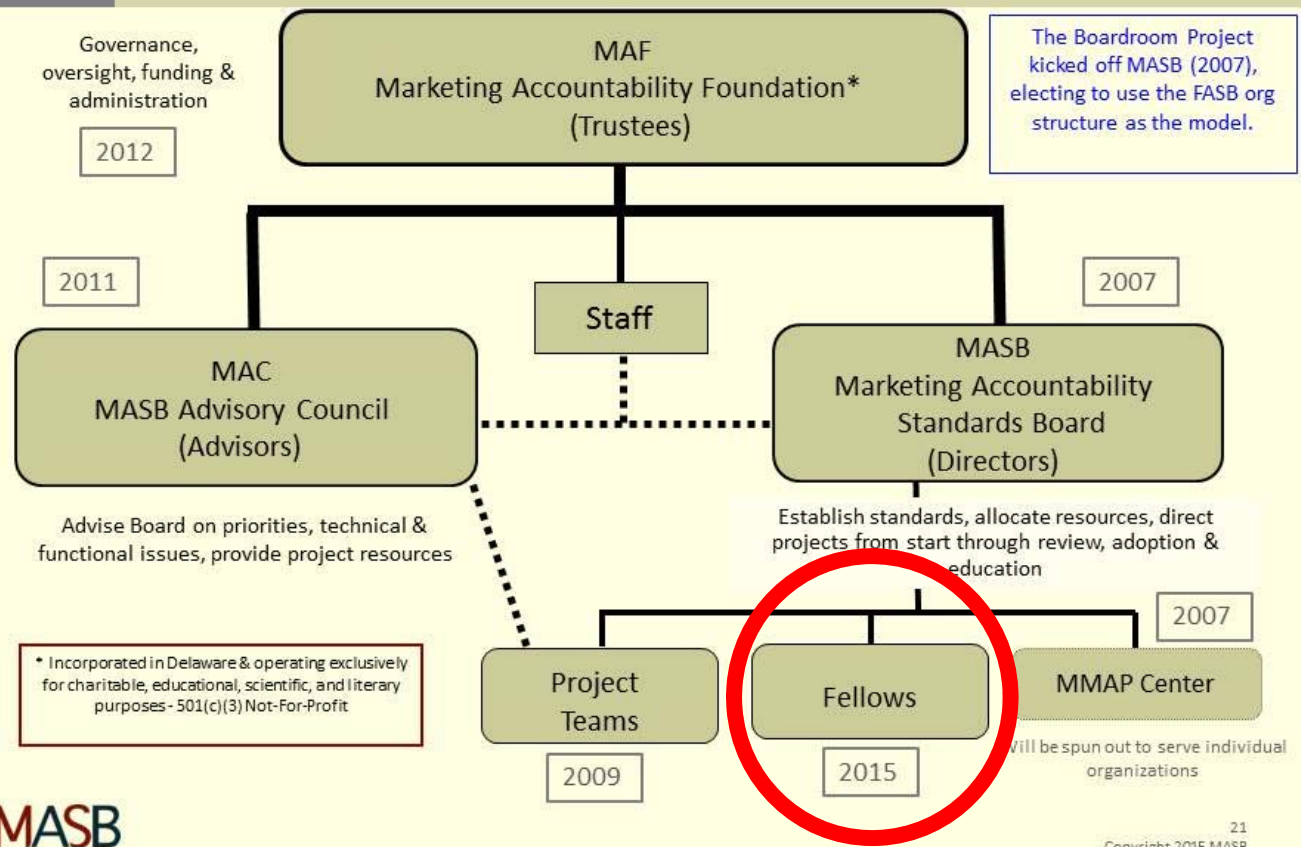 Governance,
oversight, funding &
administration
2012
MAF
Marketing Accountability Foundation*
(Trustees)
The Boardroom Project
kicked off MASB (2007),
electing to use the FASB org
structure as the model.
2011
Staff
2007
MAC
MASB Advisory Council
(Advisors)
MASB
Marketing Accountability
Standards Board
(Directors)
Advise Board on priorities, technical &
functional issues, provide project resources
Establish standards, allocate resources, direct
projects from start through review, adoption &
education
2007
* Incorporated in Delaware & operating exclusively
for charitable, educational, scientific, and literary
purposes - 501(c)(3) Not-For-Profit
Project
Teams
2009
Fellows
2015
MMAP Center
Will be spun out to serve individual
organizations
MASB
21
Copyright 2015 MASB